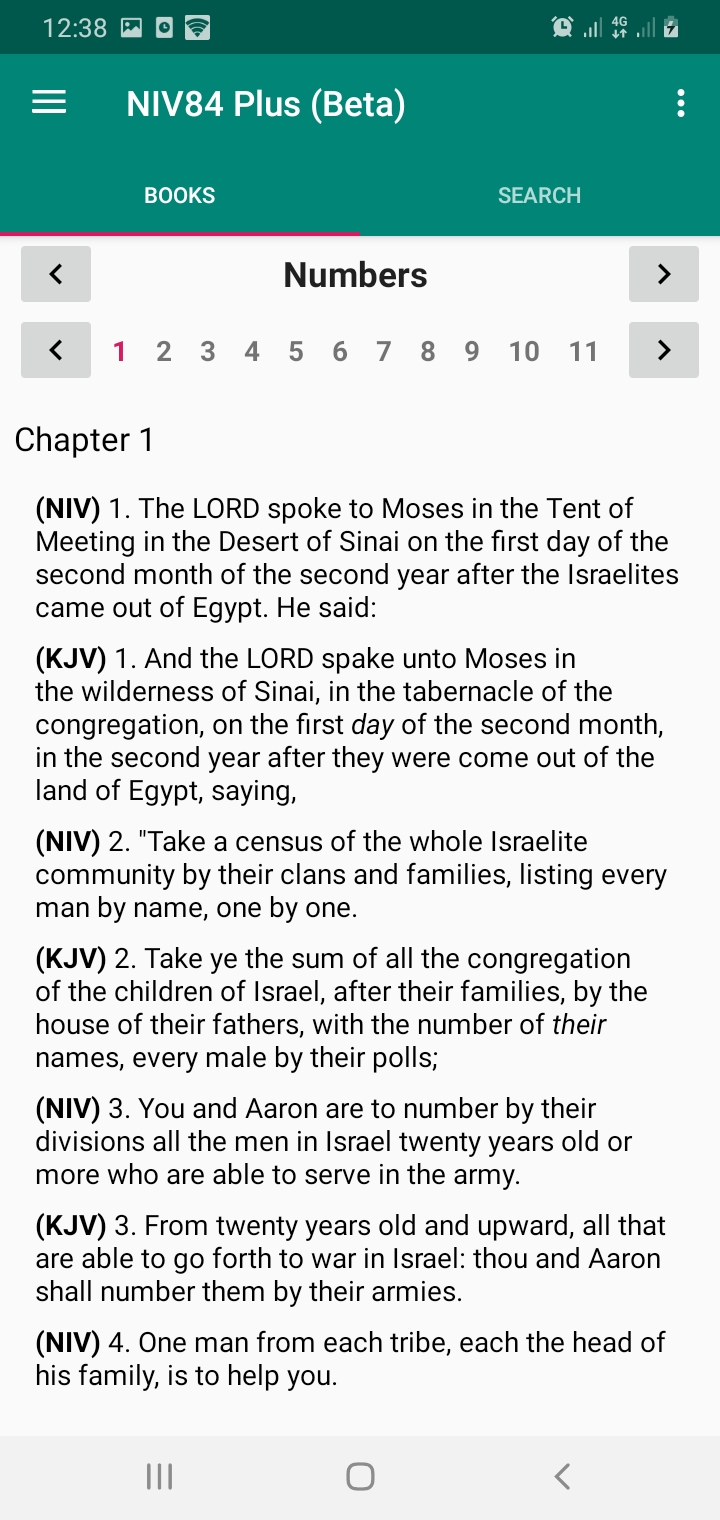 12:38
4G
NIV84 Plus (Beta)
BOOKS SEARCH
Numbers
1 2 3 4 5 6 7 8 9 10 11
Chapter 1
(NIV) 1. The LORD spoke to Moses in the Tent of
Meeting in the Desert of Sinai on the first day of the
second month of the second year after the Israelites
came out of Egypt. He said:
(KJV) 1. And the LORD spake unto Moses in
the wilderness of Sinai, in the tabernacle of the
congregation, on the first day of the second month,
in the second year after they were come out of the
land of Egypt, saying,
(NIV) 2. "Take a census of the whole Israelite
community by their clans and families, listing every
man by name, one by one.
(KJV) 2. Take ye the sum of all the congregation
of the children of Israel, after their families, by the
house of their fathers, with the number of their
names, every male by their polls;
(NIV) 3. You and Aaron are to number by their
divisions all the men in Israel twenty years old or
more who are able to serve in the army.
(KJV) 3. From twenty years old and upward, all that
are able to go forth to war in Israel: thou and Aaron
shall number them by their armies.
(NIV) 4. One man from each tribe, each the head of
his family, is to help you.